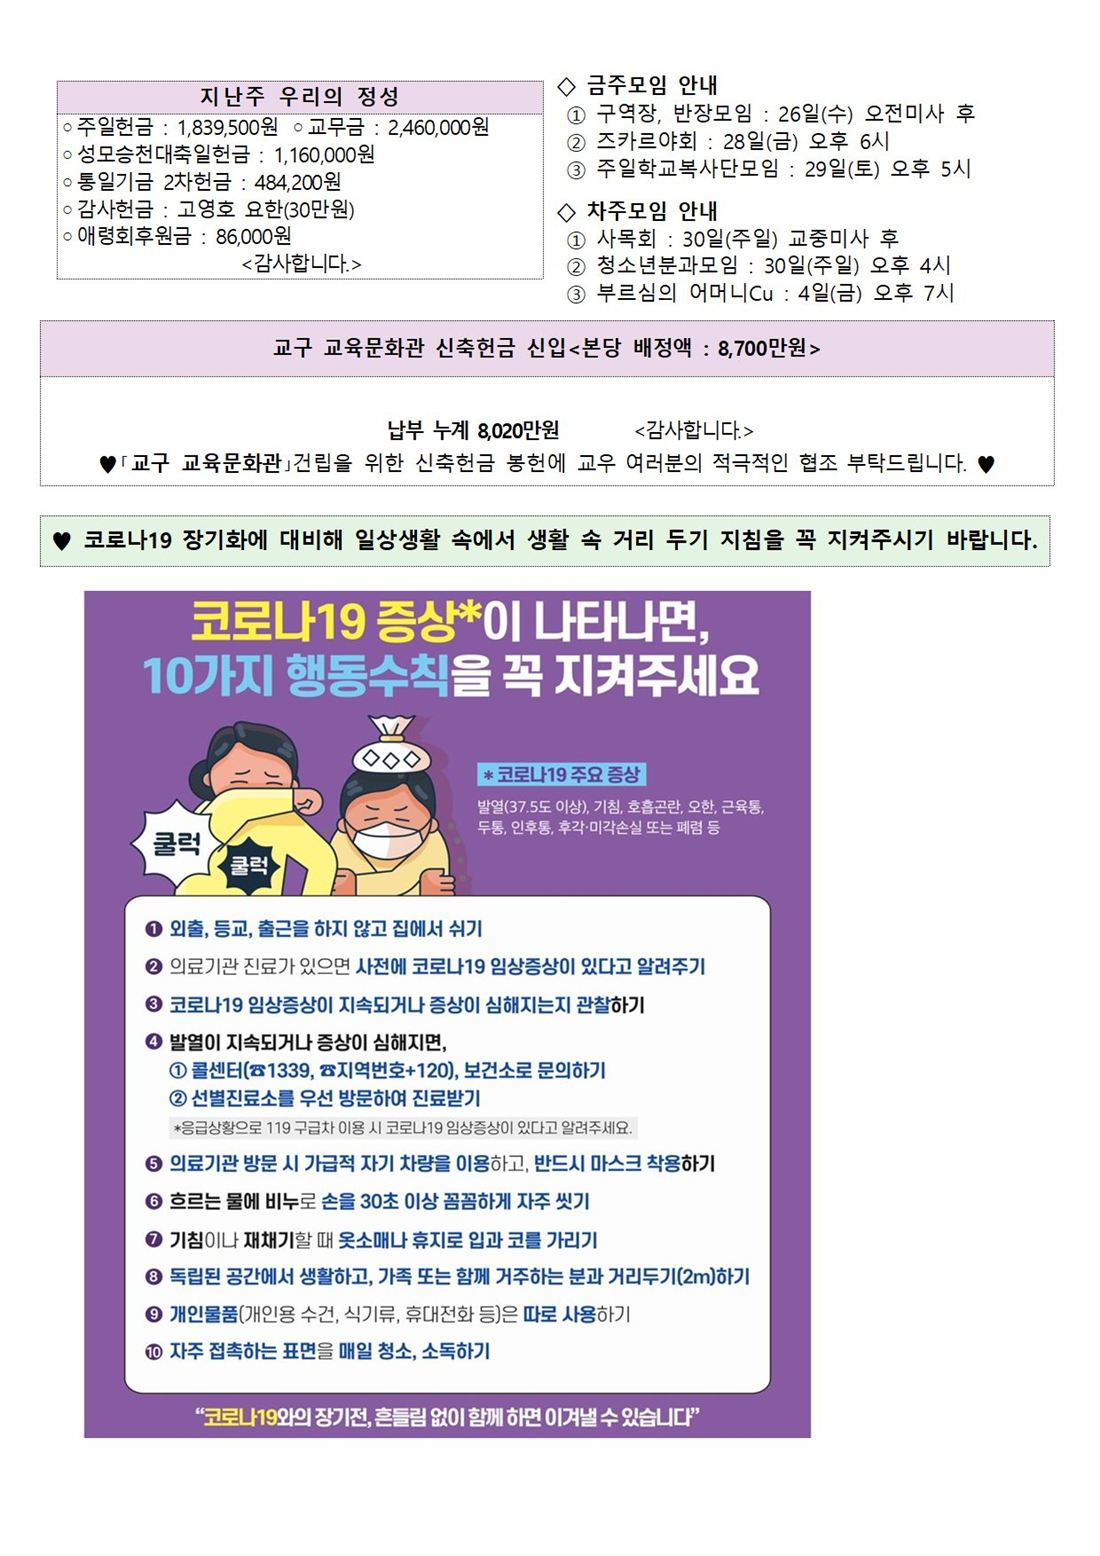 지난주 우리의 정성
○주일헌금 : 1,839,500원 ○교무금 : 2,460,000원
○성모승천대축일헌금 : 1,160,000원
○통일기금 2차헌금 : 484,200원
○감사헌금 : 고영호 요한(30만원)
○애령회후원금 : 86,000원
<감사합니다.>
◇ 금주모임 안내
① 구역장, 반장모임 : 26일(수) 오전미사 후
② 즈카르야회 : 28일(금) 오후 6시
③ 주일학교복사단모임 : 29일(토) 오후 5시
◇ 차주모임 안내
① 사목회 : 30일(주일) 교중미사 후
② 청소년분과모임 : 30일(주일) 오후 4시
③ 부르심의 어머니Cu : 4일(금) 오후 7시
교구 교육문화관 신축헌금 신입<본당 배정액 : 8,700만원>
납부 누계 8,020만원 <감사합니다.>
♥「교구 교육문화관」건립을 위한 신축헌금 봉헌에 교우 여러분의 적극적인 협조 부탁드립니다. ♥
♥ 코로나19 장기화에 대비해 일상생활 속에서 생활 속 거리 두기 지침을 꼭 지켜주시기 바랍니다.
코로나19 증상*이 나타나면,
10가지 행동수칙을 꼭 지켜주세요
* 코로나19 주요 증상
발열(37.5도 이상), 기침, 호흡곤란, 오한, 근육통,
두통, 인후통, 후각·미각손실 또는 폐렴 등
쿨럭
쿨럭
❶ 외출, 등교, 출근을 하지 않고 집에서 쉬기
❷ 의료기관 진료가 있으면 사전에 코로나19 임상증상이 있다고 알려주기
❸ 코로나19 임상증상이 지속되거나 증상이 심해지는지 관찰하기
❹ 발열이 지속되거나 증상이 심해지면,
① 콜센터(☎1339, ☎지역번호+120), 보건소로 문의하기
② 선별진료소를 우선 방문하여 진료받기
*응급상황으로 119 구급차 이용 시 코로나19 임상증상이 있다고 알려주세요.
❺ 의료기관 방문 시 가급적 자기 차량을 이용하고, 반드시 마스크 착용하기
❻ 흐르는 물에 비누로 손을 30초 이상 꼼꼼하게 자주 씻기
❼ 기침이나 재채기할 때 옷소매나 휴지로 입과 코를 가리기
❽ 독립된 공간에서 생활하고, 가족 또는 함께 거주하는 분과 거리두기(2m)하기
❾ 개인물품(개인용 수건, 식기류, 휴대전화 등)은 따로 사용하기
❿ 자주 접촉하는 표면을 매일 청소, 소독하기
“코로나19와의 장기전, 흔들림 없이 함께 하면 이겨낼 수 있습니다”